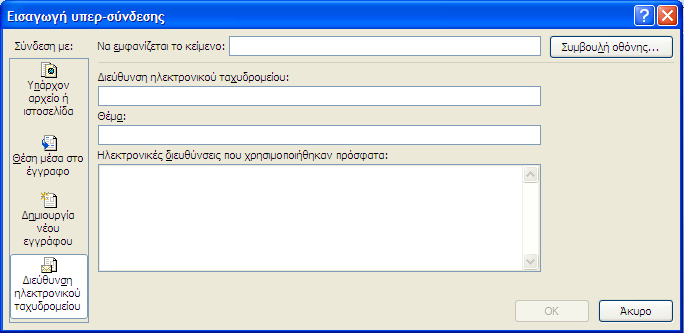 Εισαγωγή υπερ-σύνδεσης
Σύνδεση με:
Να εμφανίζεται το κείμενο:
Συμβουλή οθόνης...
Υπάρχον
αρχείο ή
ιστοσελίδα
Θέση μέσα στο
έγγραφο
Δημιουργία
νέου
εγγράφου
Διεύθυνση
ηλεκτρονικού
ταχυδρομείου
Διεύθυνση ηλεκτρονικού ταχυδρομείου:
Θέμα:
Ηλεκτρονικές διευθύνσεις που χρησιμοποιήθηκαν πρόσφατα:
OK
Άκυρο